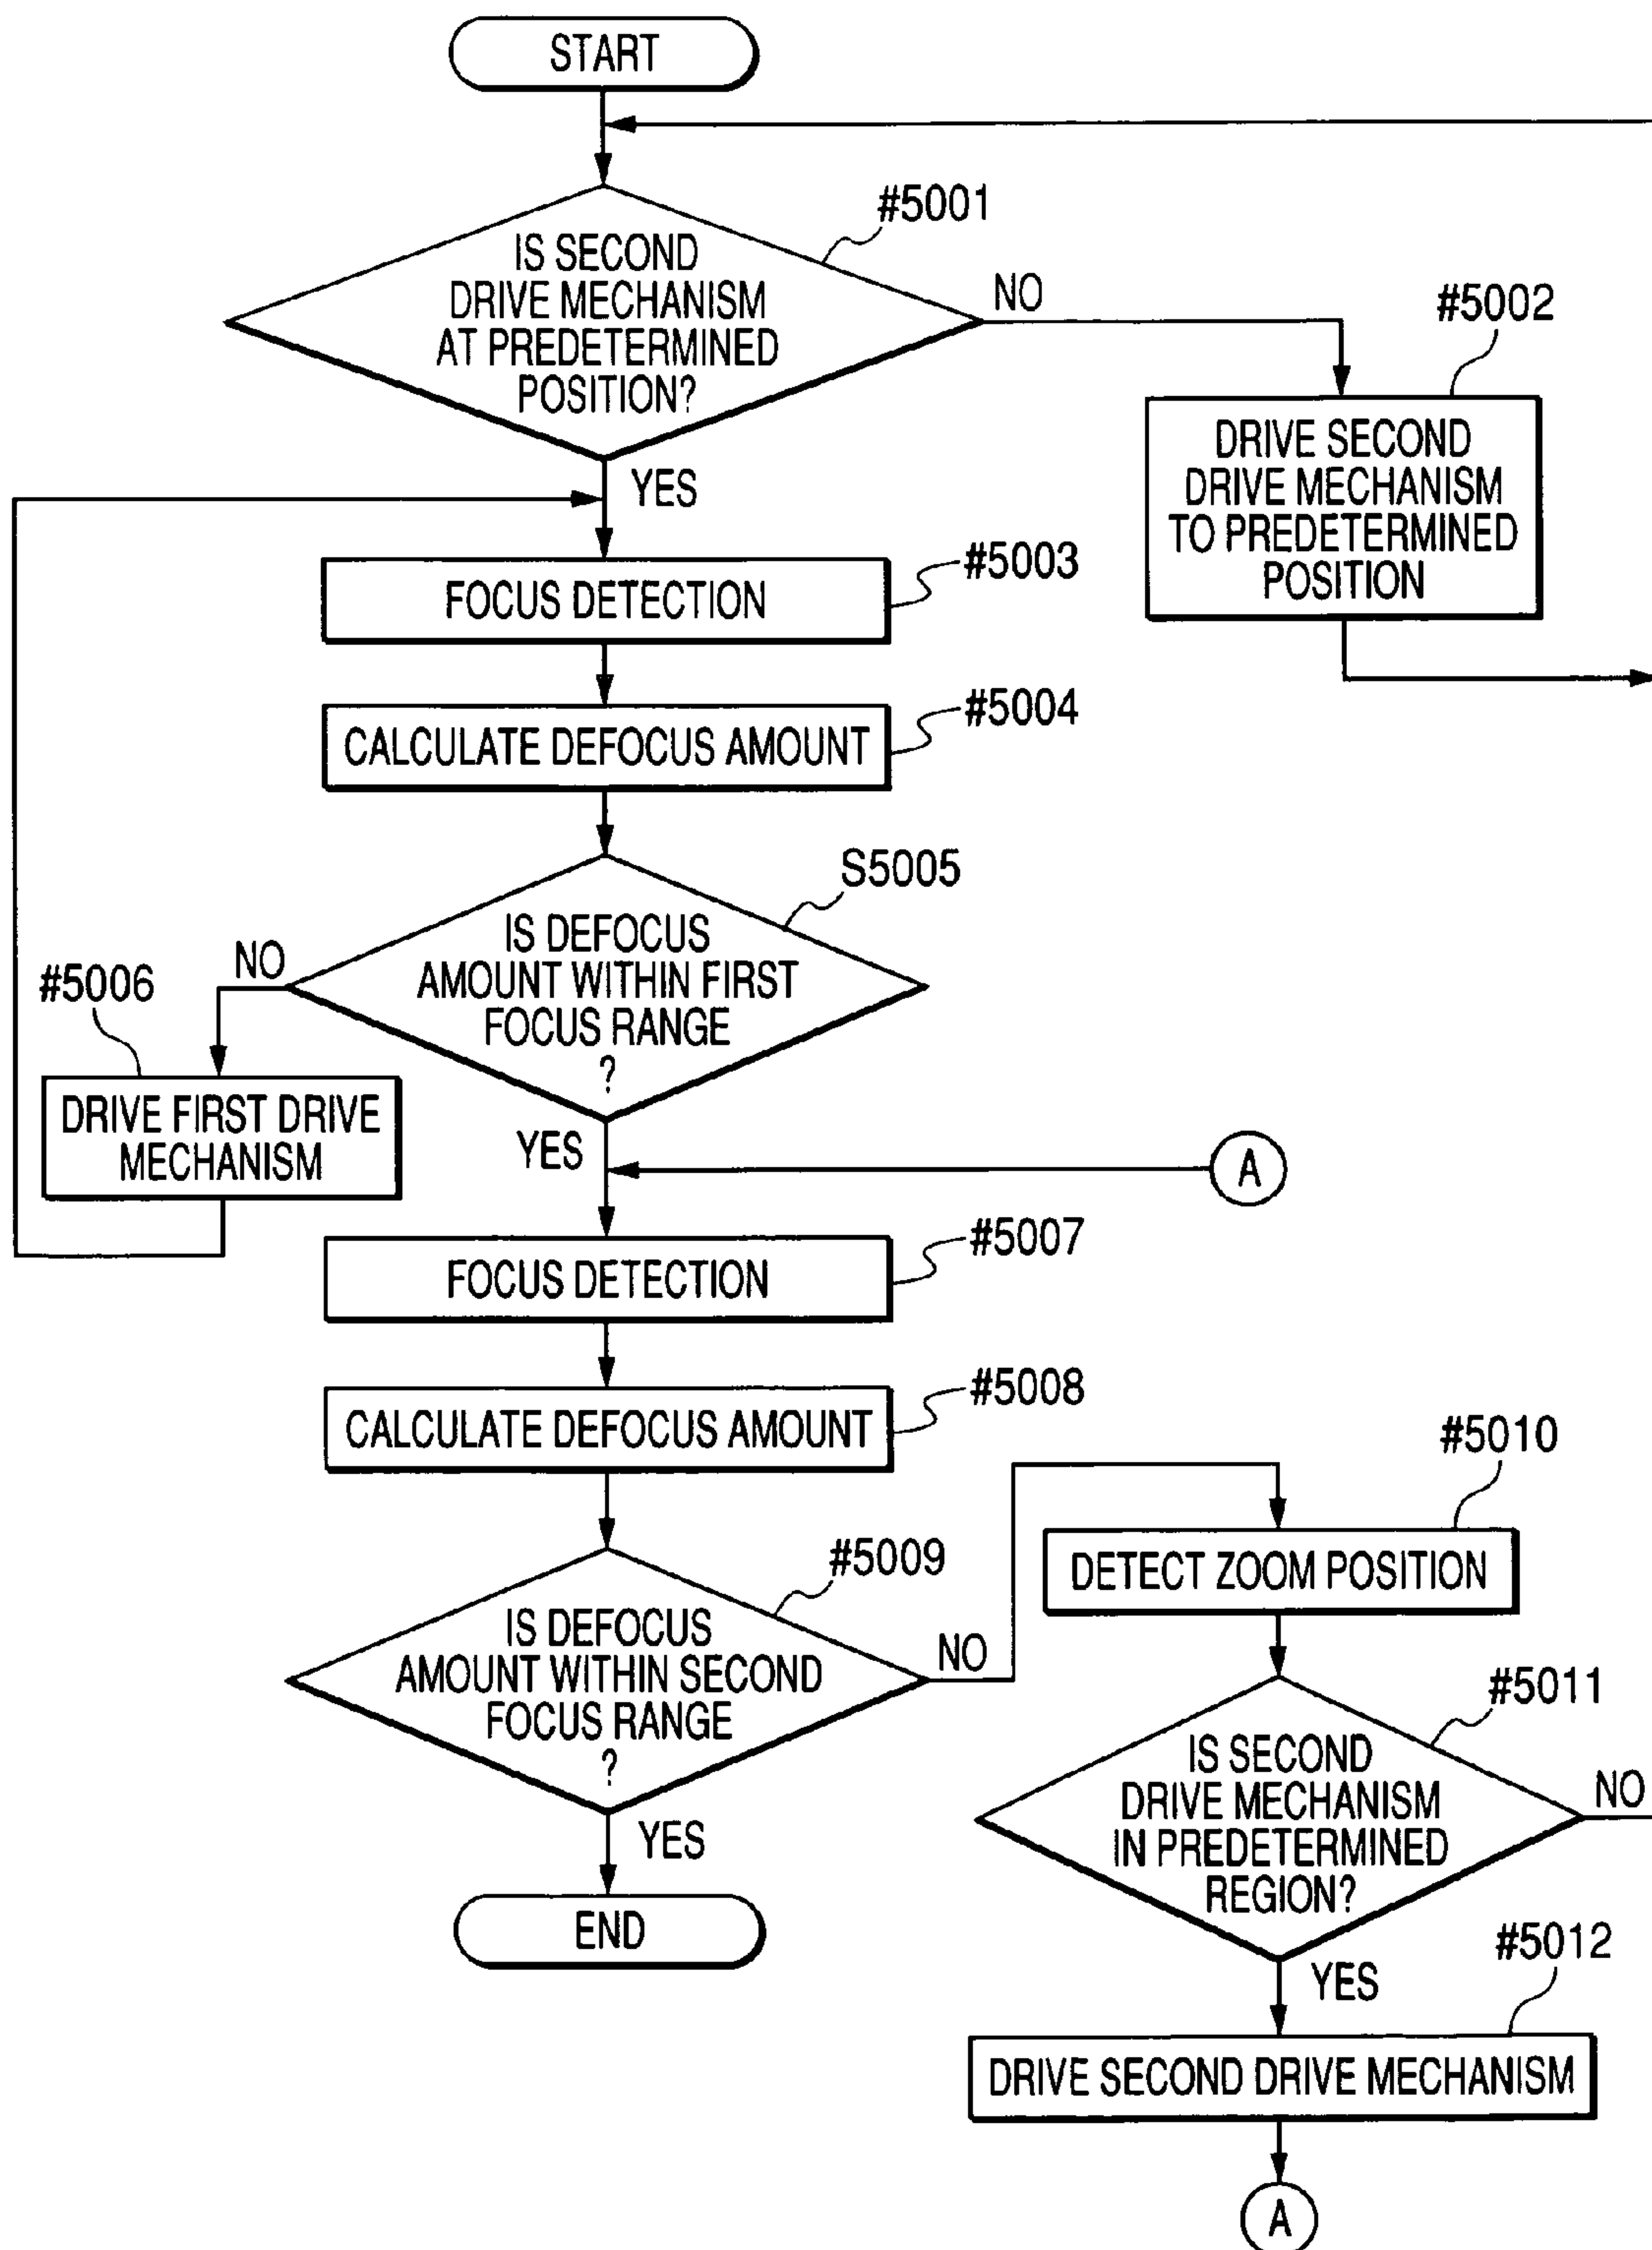 START
#5001
IS SECOND
DRIVE MECHANISM
AT PREDETERMINED
POSITION?
NO
#5002
DRIVE SECOND
DRIVE MECHANISM
TO PREDETERMINED
POSITION
YES
#5003
FOCUS DETECTION
#5004
CALCULATE DEFOCUS AMOUNT
S5005
IS DEFOCUS
AMOUNT WITHIN FIRST
FOCUS RANGE
?
NO
#5006
DRIVE FIRST DRIVE
MECHANISM
YES
A
#5007
FOCUS DETECTION
#5008
CALCULATE DEFOCUS AMOUNT
#5009
IS DEFOCUS
AMOUNT WITHIN SECOND
FOCUS RANGE
?
NO
YES
END
#5010
DETECT ZOOM POSITION
#5011
IS SECOND
DRIVE MECHANISM
IN PREDETERMINED
REGION?
NO
YES
#5012
DRIVE SECOND DRIVE MECHANISM
A